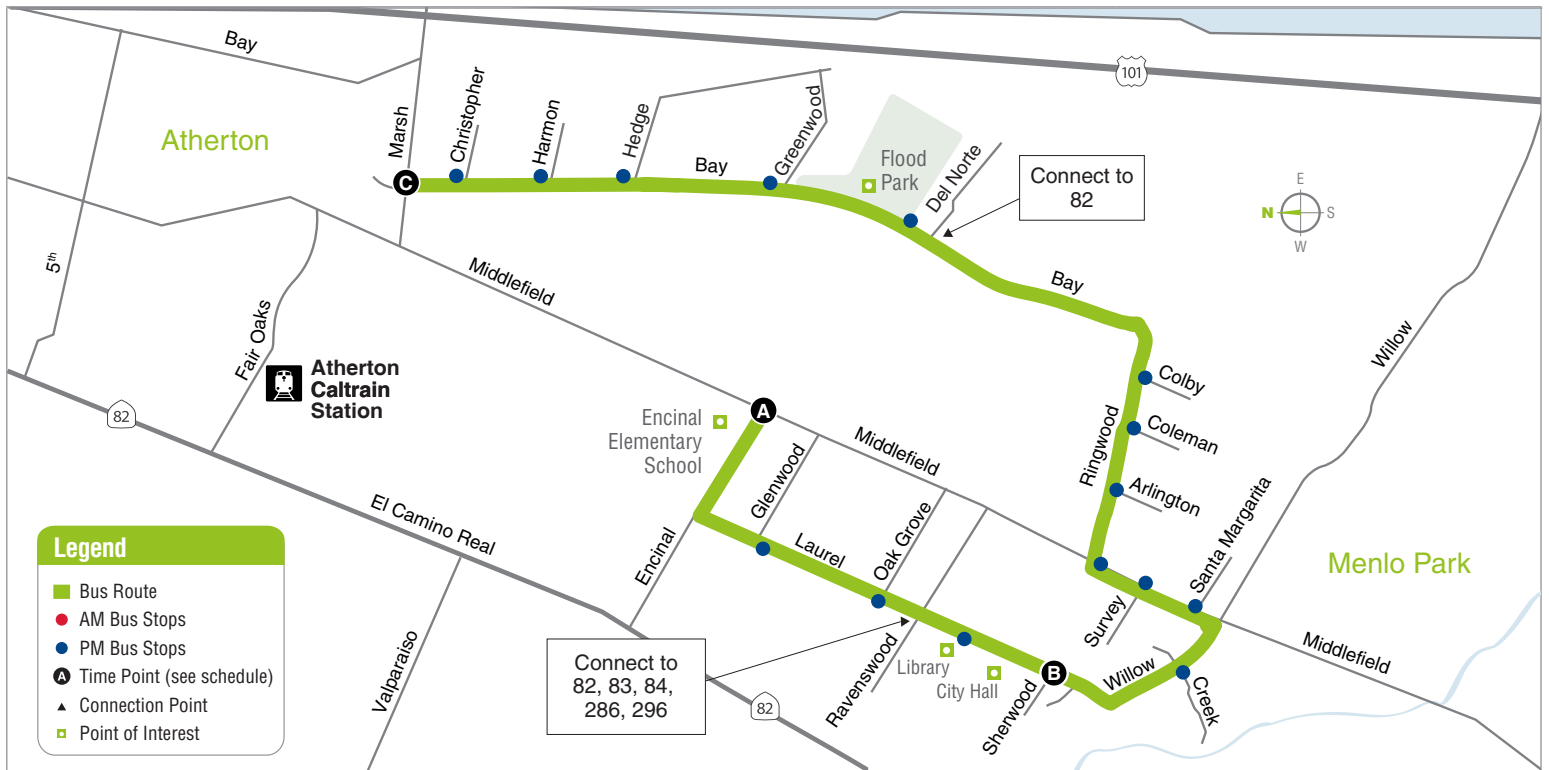 101
Bay
Atherton
Marsh
Christopher
Harmon
Hedge
Bay
Greenwood
Flood
Park
Del Norte
Connect to
82
E
N
S
W
C
5th
Fair Oaks
Middlefield
Atherton
Caltrain
Station
82
Bay
Willow
Colby
Coleman
Ringwood
Arlington
Santa Margarita
Menlo Park
Encinal
Elementary
School
A
Middlefield
Glenwood
El Camino Real
Encinal
Laurel
Oak Grove
Survey
Middlefield
Legend
Bus Route
AM Bus Stops
PM Bus Stops
A Time Point (see schedule)
Connection Point
Point of Interest
Valparaiso
Connect to
82, 83, 84,
286, 296
82
Ravenswood
Library
City Hall
B
Sherwood
Willow
Creek